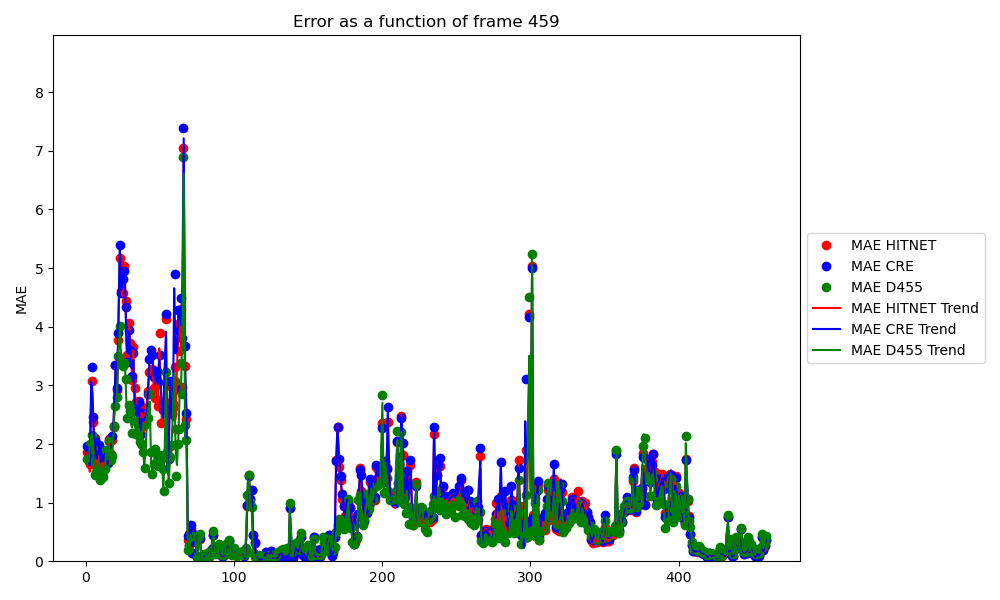 Error as a function of frame 459
MAE
8
7
6
5
4
3
2
1
0
0
100
200
300
400
MAE HITNET
MAE CRE
MAE D455
MAE HITNET Trend
MAE CRE Trend
MAE D455 Trend